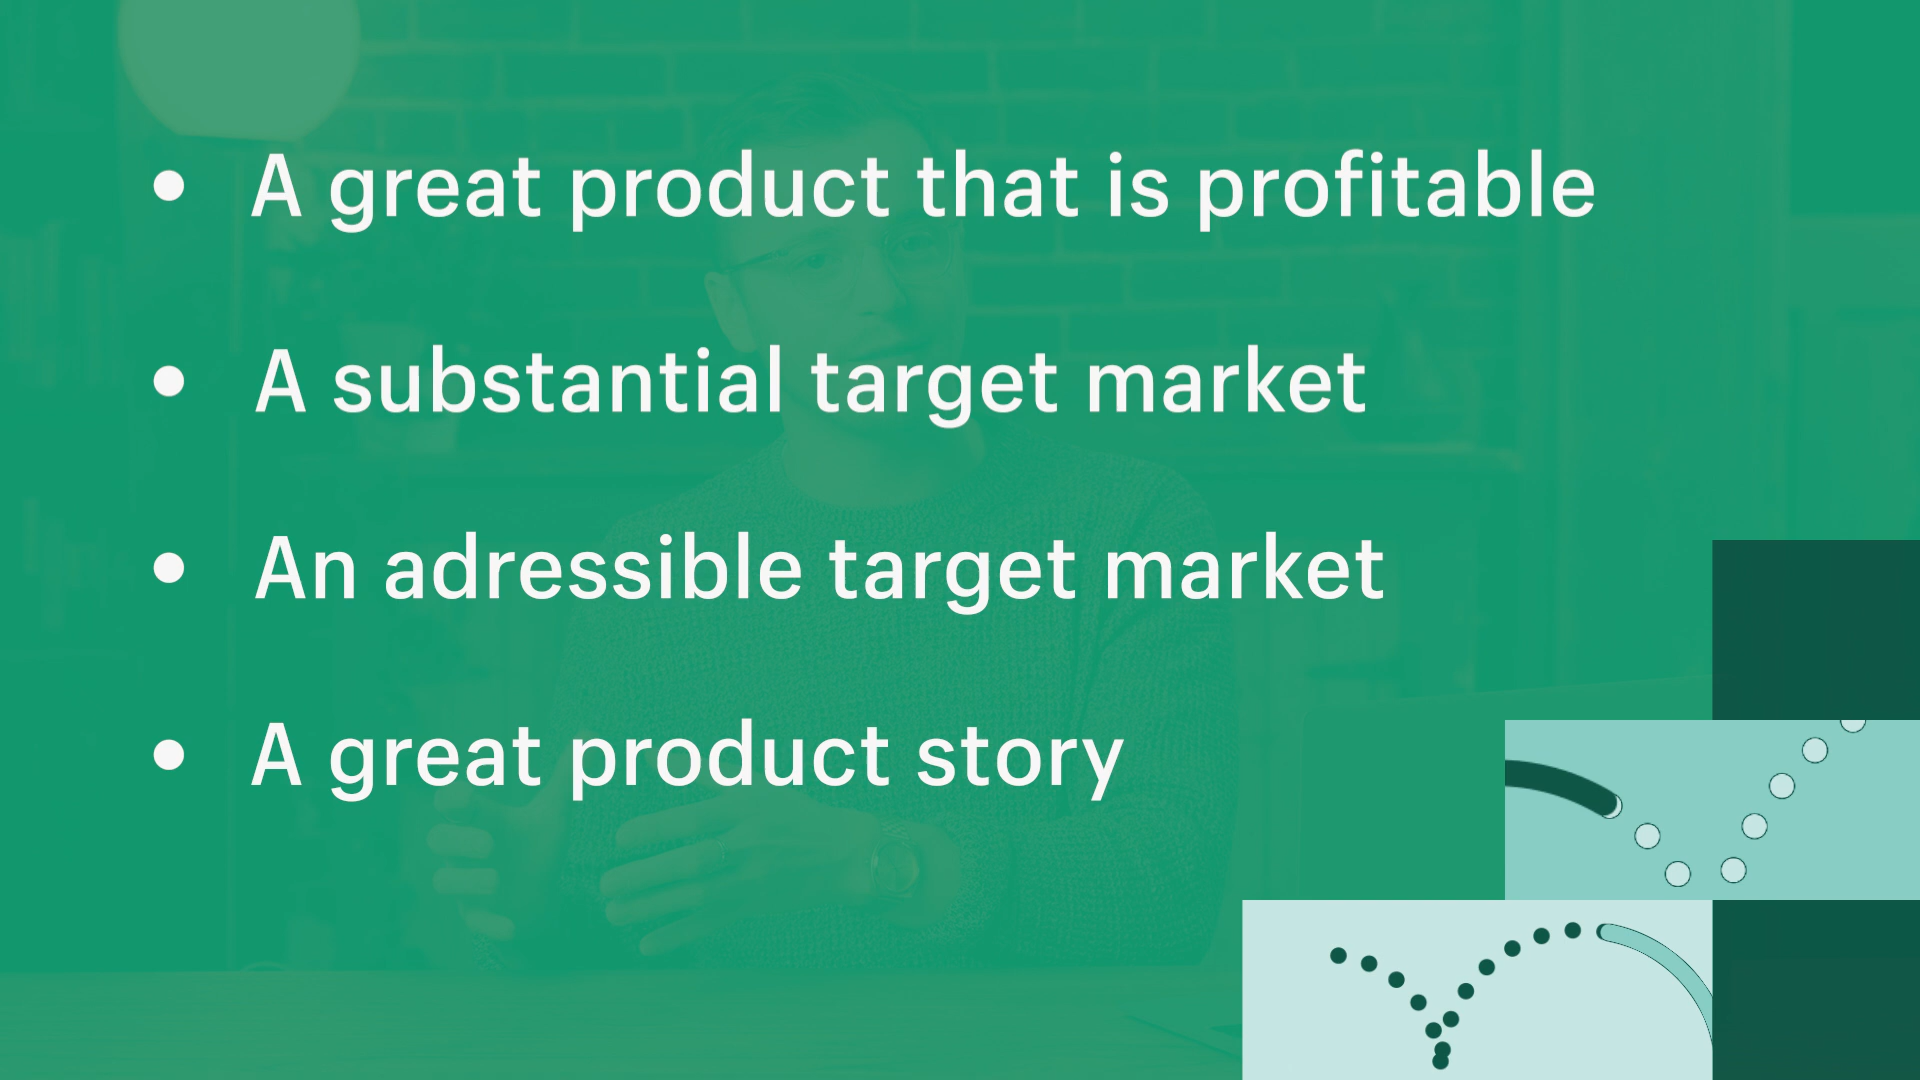 • A great product that is profitable
• A substantial target market
• An adressible target market
• A great product story